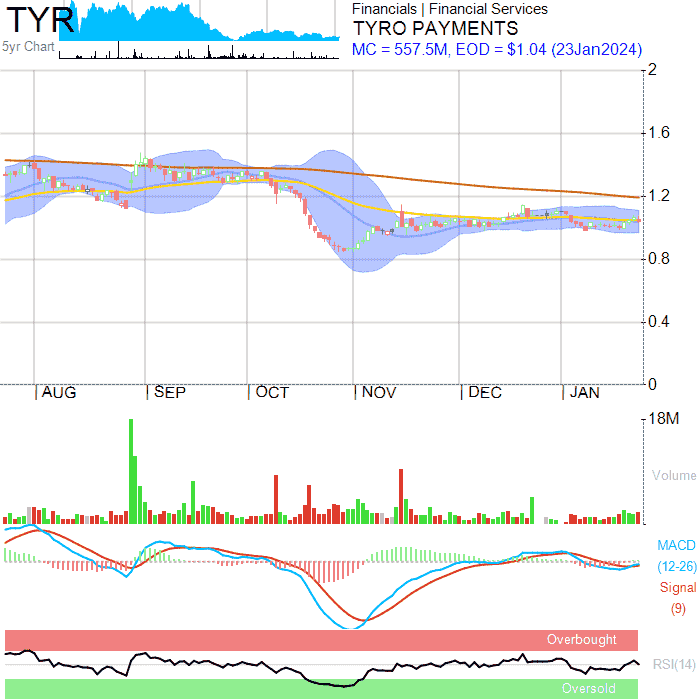 TYR
5yr Chart
Financials | Financial Services
TYRO PAYMENTS
MC = 557.5M, EOD = $1.04 (23Jan2024)
2
1.6
1.2
0.8
0.4
0
AUG SEP OCT NOV DEC JAN
18M
Volume
MACD
(12-26)
Signal
(9)
Overbought
RSI(14)
Oversold